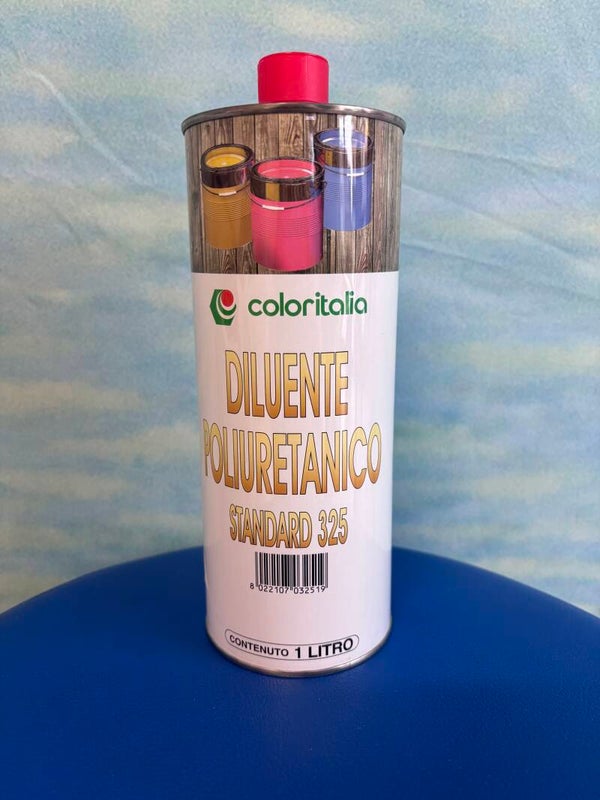 coloritalia
DILUENTE
POLIURETANICO
STANDARD 325
8 022107 032519
CONTENUTO 1 LITRO